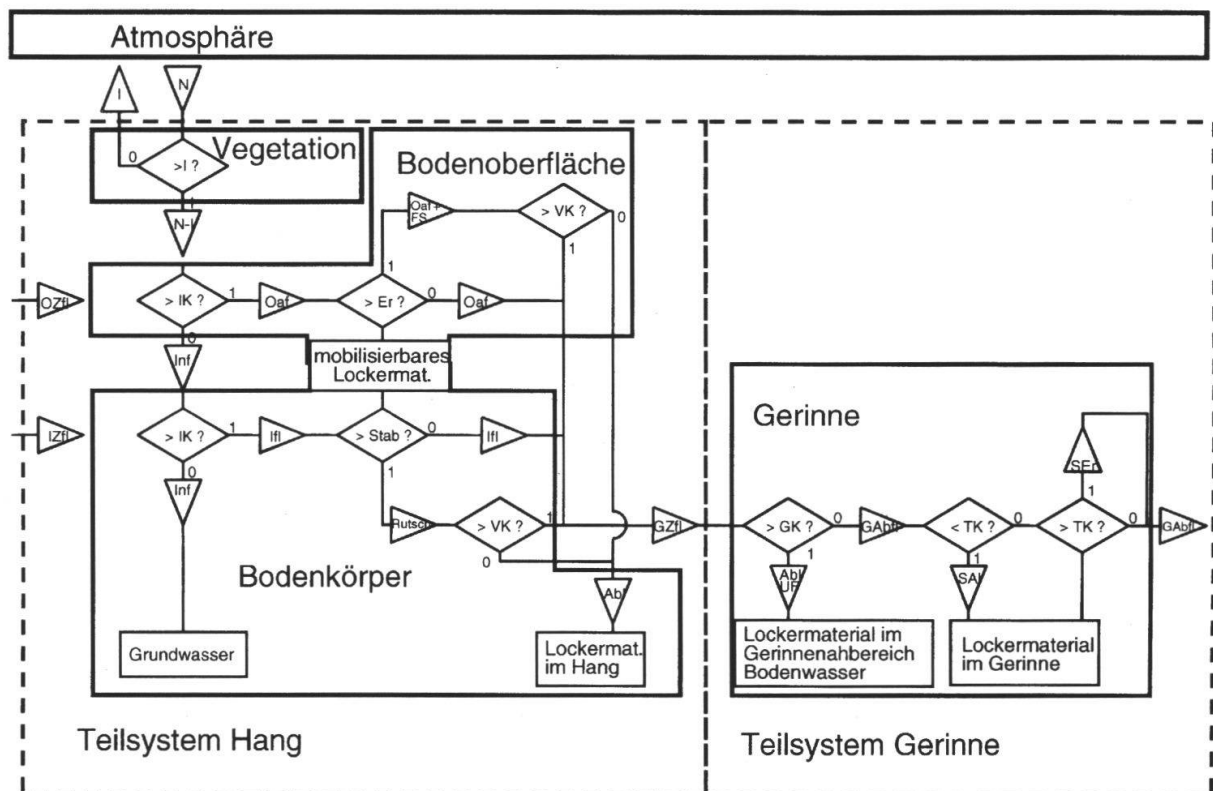 Atmosphäre
I
N
Vegetation
0
>I ?
1
N-I
Bodenoberfläche
Oaf +
FS
> VK ?
0
1
1
OZfl
> IK ?
1
Oaf
> Er ?
0
Oaf
0
Inf
mobilisierbares
Lockermat.
IZfl
> IK ?
1
Ifl
> Stab ?
0
Ifl
0
1
Inf
Rutsch
> VK ?
1
0
GZfl
Bodenkörper
Abl
Grundwasser
Lockermat.
im Hang
Teilsystem Hang
Gerinne
SEr
1
> GK ?
0
GAbfl
< TK ?
0
> TK ?
0
GAbfl
1
1
Abl
UF
SAl
Lockermaterial im
Gerinnenahbereich
Bodenwasser
Lockermaterial
im Gerinne
Teilsystem Gerinne